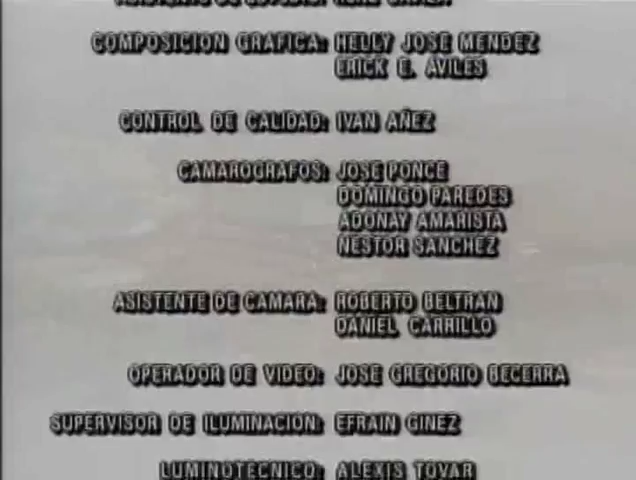 COMPOSICION GRAFICA: HELLY JOSE MENDEZ
ERICK E. AVILES
CONTROL DE CALIDAD: IVAN AÑEZ
CAMAROGRAFOS: JOSE PONCE
DOMINGO PAREDES
ADONAY AMARISTA
NESTOR SANCHEZ
ASISTENTE DE CAMARA: ROBERTO BELTRAN
DANIEL CARRILLO
OPERADOR DE VIDEO: JOSE GREGORIO BECERRA
SUPERVISOR DE ILUMINACION: EFRAIN GINEZ
LUMINOTECNICO: ALEXIS TOVAR